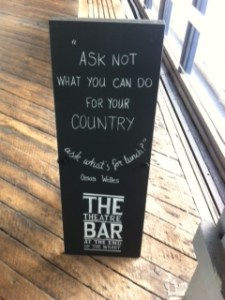 "
ASK NOT
WHAT YOU CAN DO
FOR YOUR
COUNTRY
ask what's for lunch?"
Orson Welles
THE
THEATRE
BAR
AT THE END
OF THE WHARF